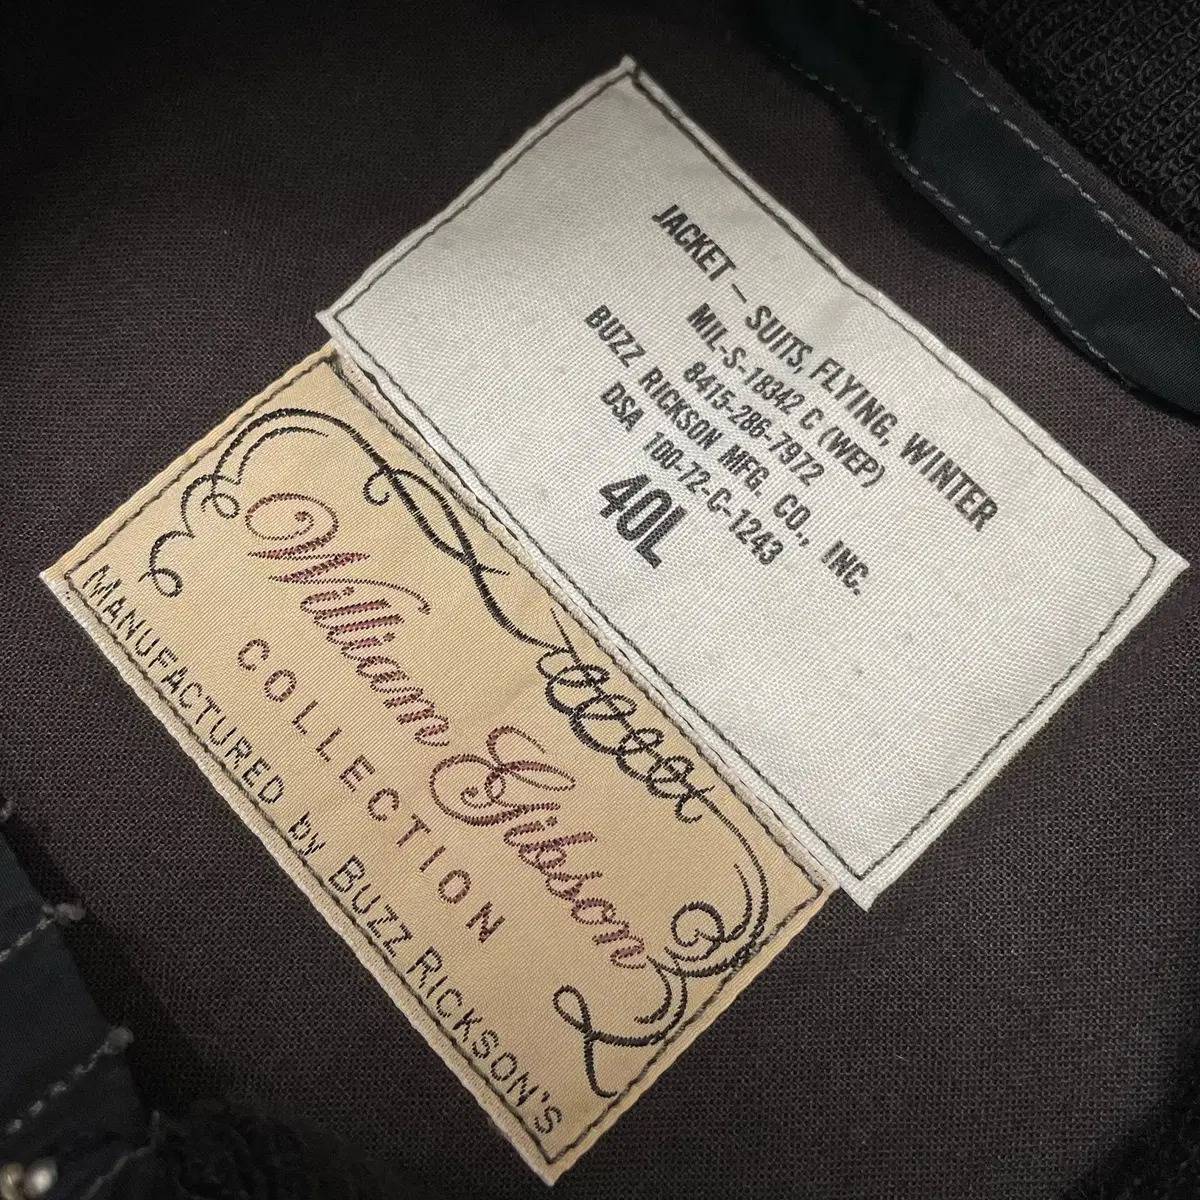 JACKET – SUITS, FLYING, WINTER
MIL-S-18342 C (WEP)
8415-286-7972
BUZZ RICKSON MFG. CO., INC.
DSA 100-72-C-1243
40L
William Gibson
COLLECTION
MANUFACTURED by BUZZ RICKSON'S